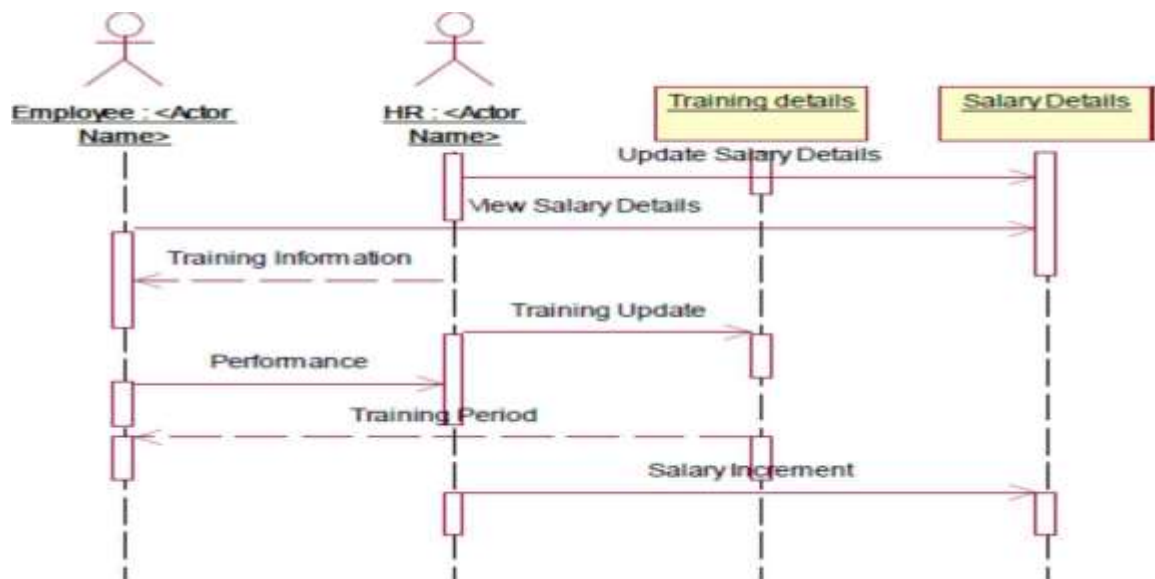 Employee : <Actor
Name>
HR : <Actor
Name>
Training details
Salary Details
Update Salary Details
View Salary Details
Training Information
Training Update
Performance
Training Period
Salary Increment